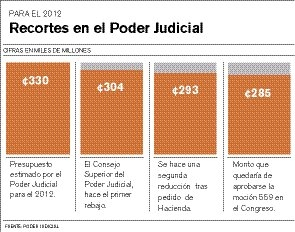 PARA EL 2012
Recortes en el Poder Judicial
CIFRAS EN MILES DE MILLONES
¢330
¢304
¢293
¢285
Presupuesto
estimado por el
Poder Judicial
para el 2012.
El Consejo
Superior del
Poder Judicial,
hace el primer
rebajo.
Se hace una
segunda
reducción tras
pedido de
Hacienda.
Monto que
quedaría de
aprobarse la
moción 559 en
el Congreso.
FUENTE: PODER JUDICIAL